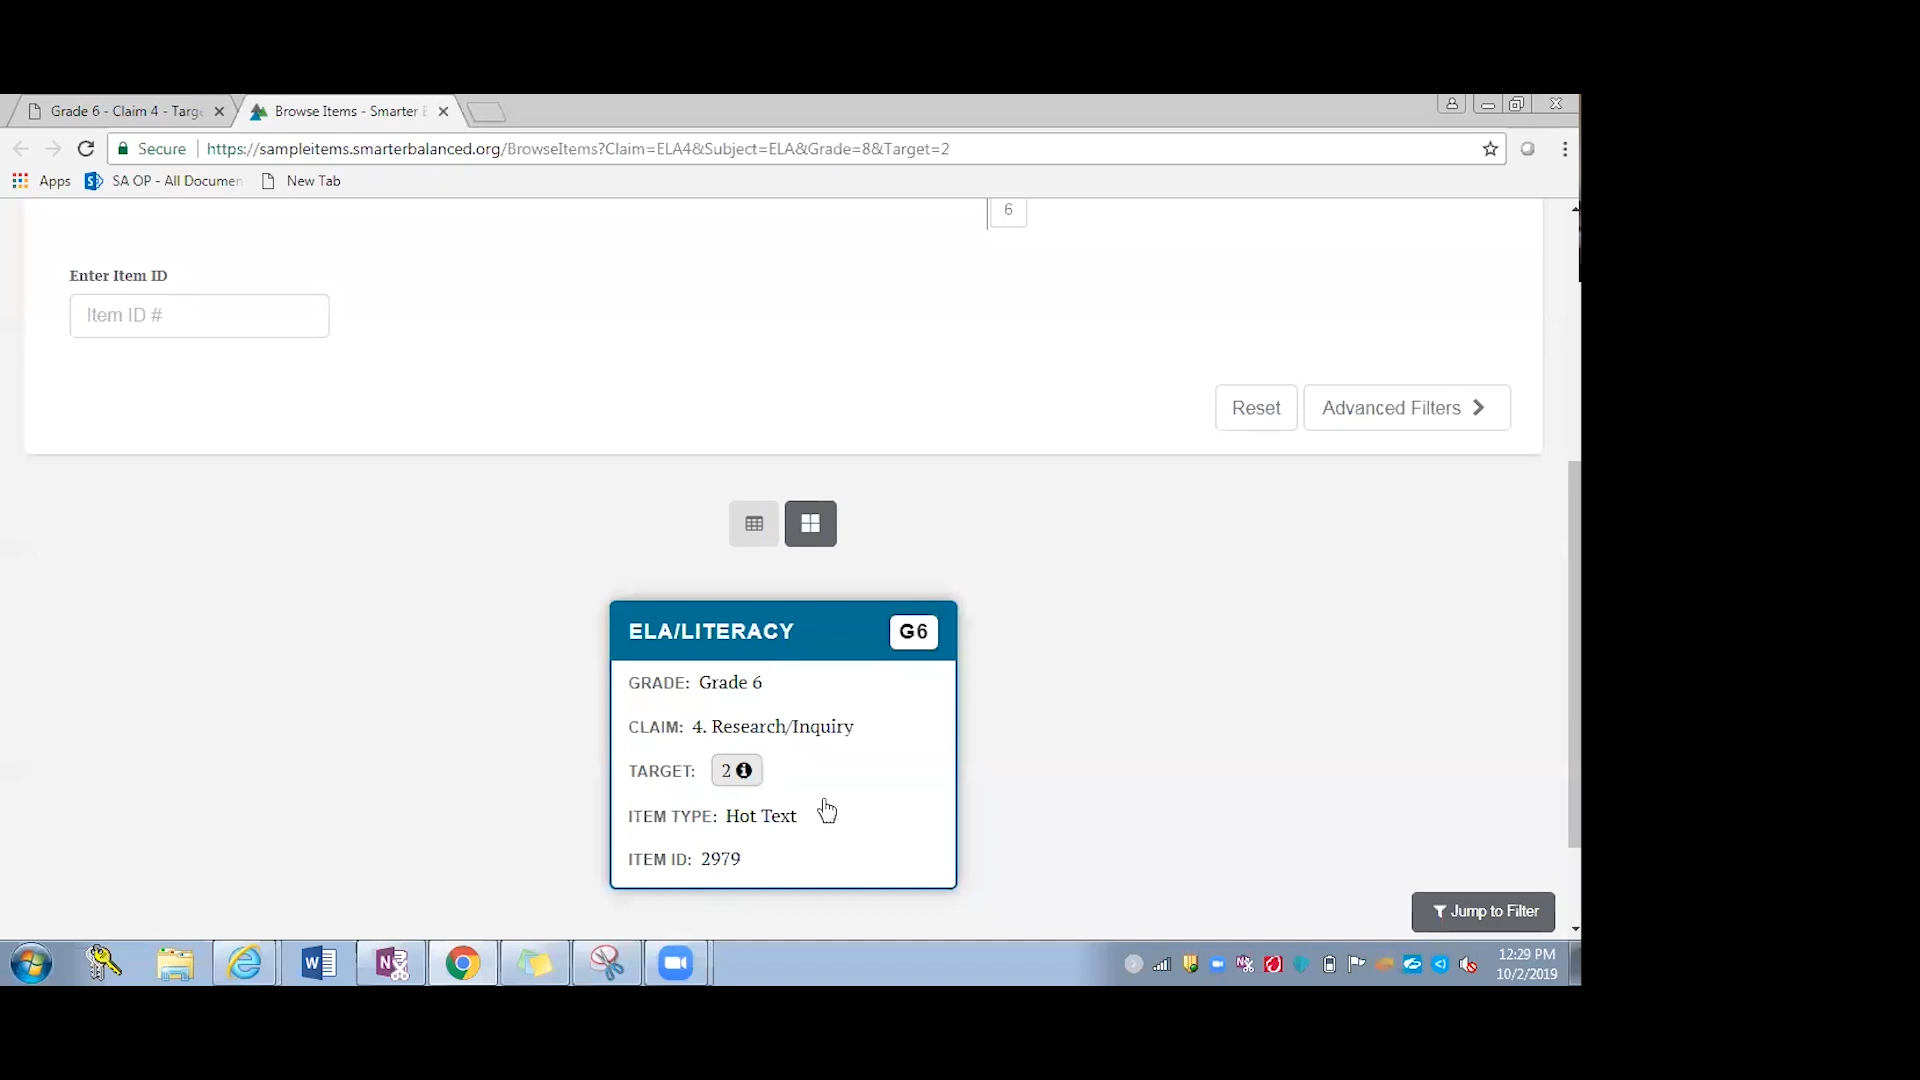 Grade 6 - Claim 4 - Targ
Browse Items - Smarter
Secure
https://sampleitems.smarterbalanced.org/BrowseItems?Claim=ELA4&Subject=ELA&Grade=8&Target=2
Apps
SA OP - All Documen
New Tab
6
Enter Item ID
Item ID #
Reset
Advanced Filters
ELA/LITERACY
G6
GRADE: Grade 6
CLAIM: 4. Research/Inquiry
TARGET: 2
ITEM TYPE: Hot Text
ITEM ID: 2979
Jump to Filter
12:29 PM
10/2/2019